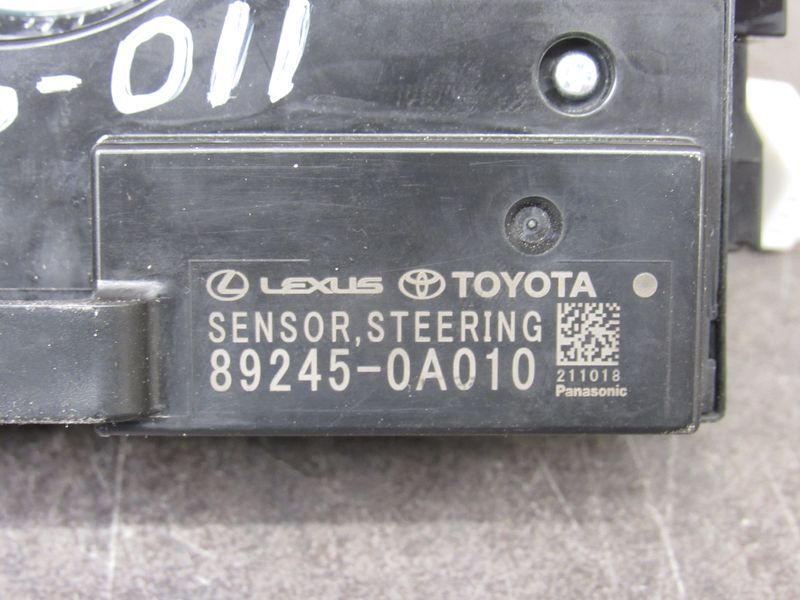 -011
LEXUS TOYOTA
SENSOR,STEERING
89245-0A010
211018
Panasonic